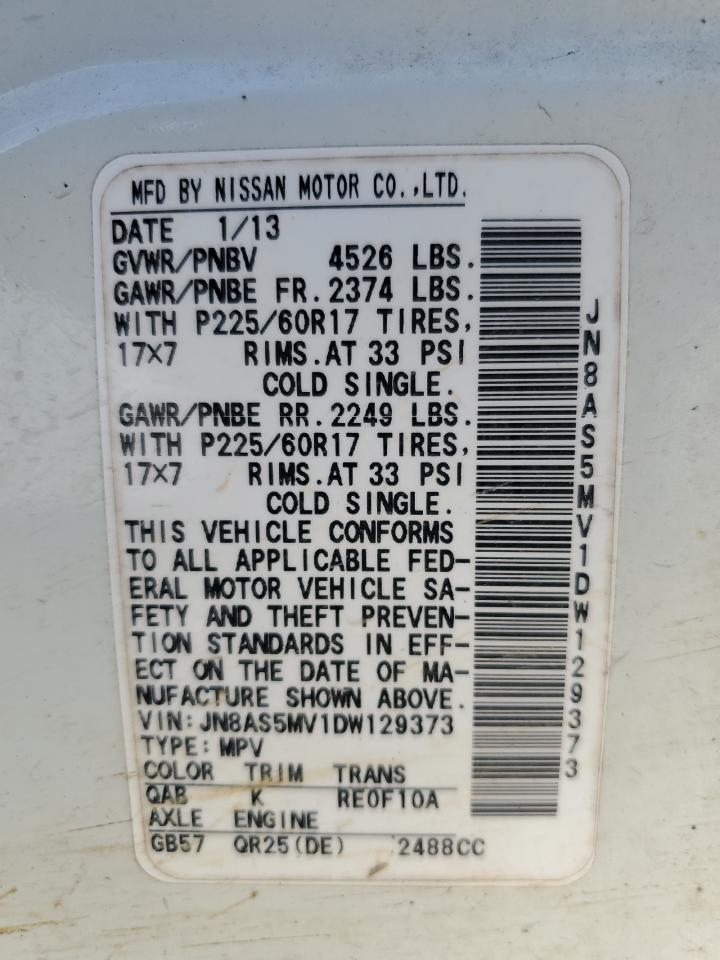 MFD BY NISSAN MOTOR CO.,LTD.
DATE 1/13
GVWR/PNBV 4526 LBS.
GAWR/PNBE FR. 2374 LBS.
WITH P225/60R17 TIRES,
17X7 RIMS. AT 33 PSI
COLD SINGLE.
GAWR/PNBE RR. 2249 LBS.
WITH P225/60R17 TIRES,
17X7 RIMS. AT 33 PSI
COLD SINGLE.
THIS VEHICLE CONFORMS
TO ALL APPLICABLE FED-
ERAL MOTOR VEHICLE SA-
FETY AND THEFT PREVEN-
TION STANDARDS IN EFF-
ECT ON THE DATE OF MA-
NUFACTURE SHOWN ABOVE.
VIN: JN8AS5MV1DW129373
TYPE: MPV
COLOR TRIM TRANS
QAB K RE0F10A
AXLE ENGINE
GB57 QR25(DE) 2488CC
JN8AS5MV1DW129373